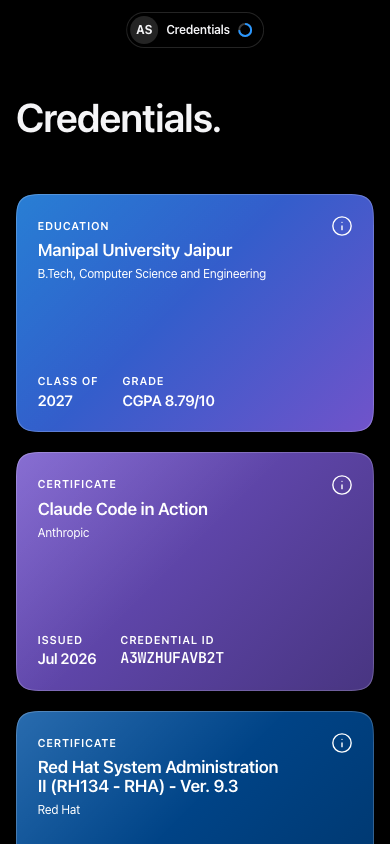 AS Credentials
Credentials.
EDUCATION
Manipal University Jaipur
B.Tech, Computer Science and Engineering
CLASS OF GRADE
2027 CGPA 8.79/10
CERTIFICATE
Claude Code in Action
Anthropic
ISSUED CREDENTIAL ID
Jul 2026 A3WZHUFAVB2T
CERTIFICATE
Red Hat System Administration
II (RH134 - RHA) - Ver. 9.3
Red Hat